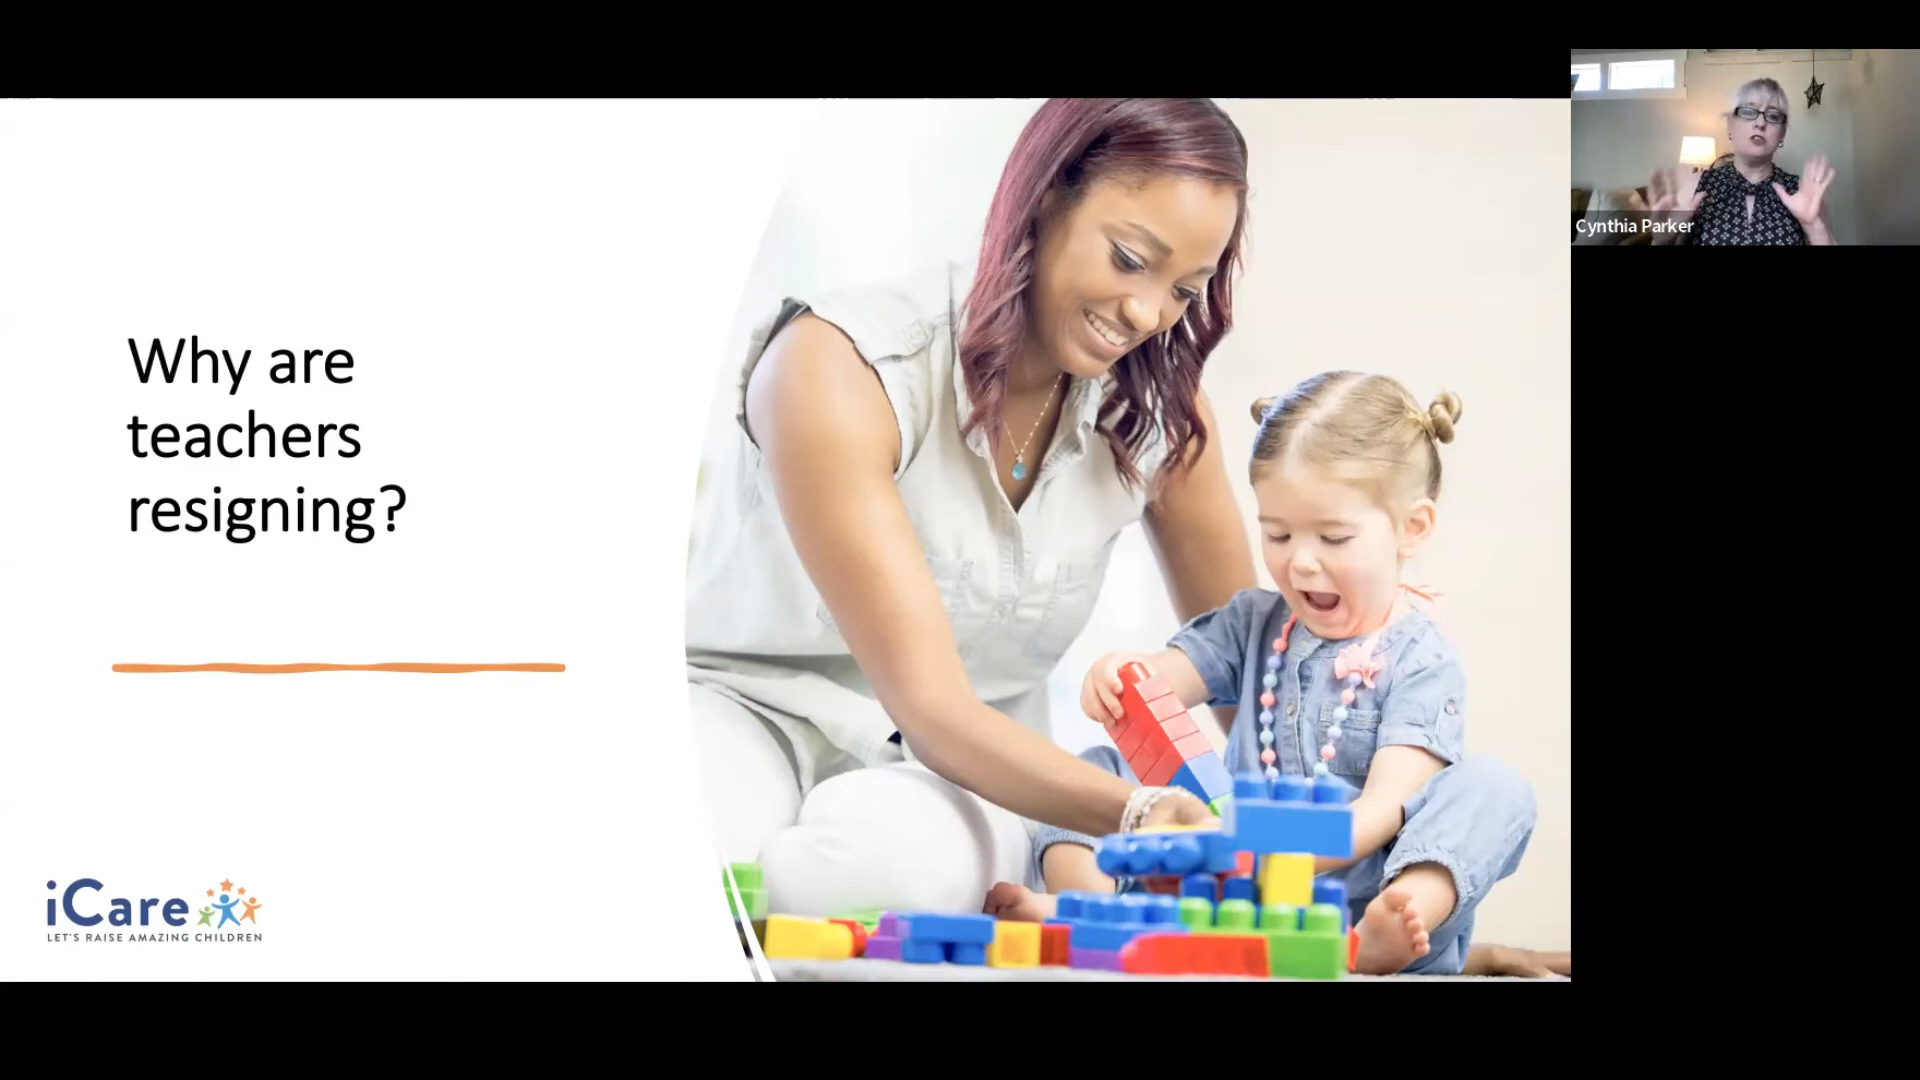 Why are
teachers
resigning?
iCare
LET'S RAISE AMAZING CHILDREN
Cynthia Parker